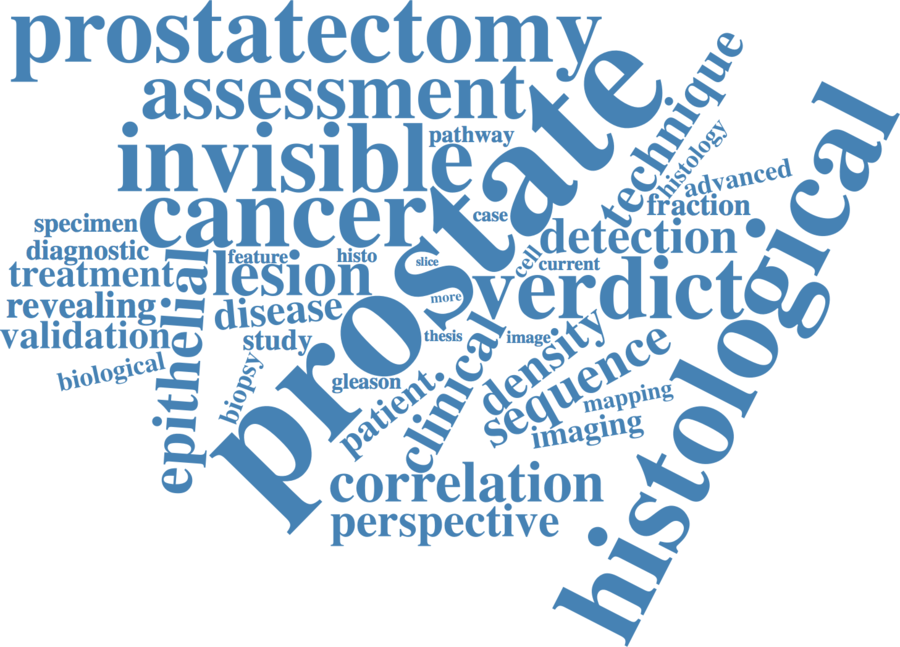 prostatectomy
assessment
prostate
technique
histological
invisible
pathway
histology
advanced
cancer
case
fraction
specimen
detection
diagnostic
feature
histo
slice
cell
current
treatment
lesion
verdict
epithelial
revealing
disease
more
validation
study
thesis
image
density
clinical
sequence
biological
biopsy
gleason
patient
mapping
imaging
correlation
perspective